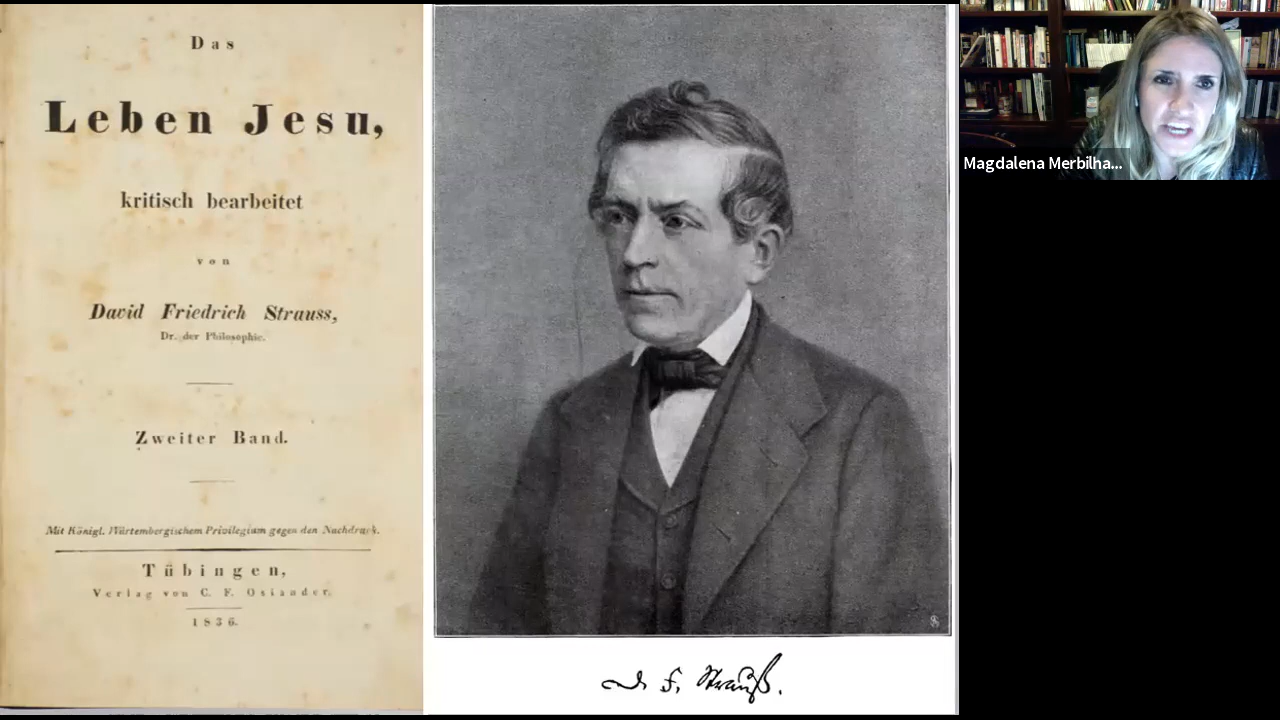 Das
Leben Jesu,
kritisch bearbeitet
von
David Friedrich Strauss,
Dr. der Philosophie.
Zweiter Band.
Mit Königl. Würtembergischem Privilegium gegen den Nachdruck.
Tübingen,
Verlag von C. F. Osiander.
1836.
D. F. Strauß.
Magdalena Merbilha...